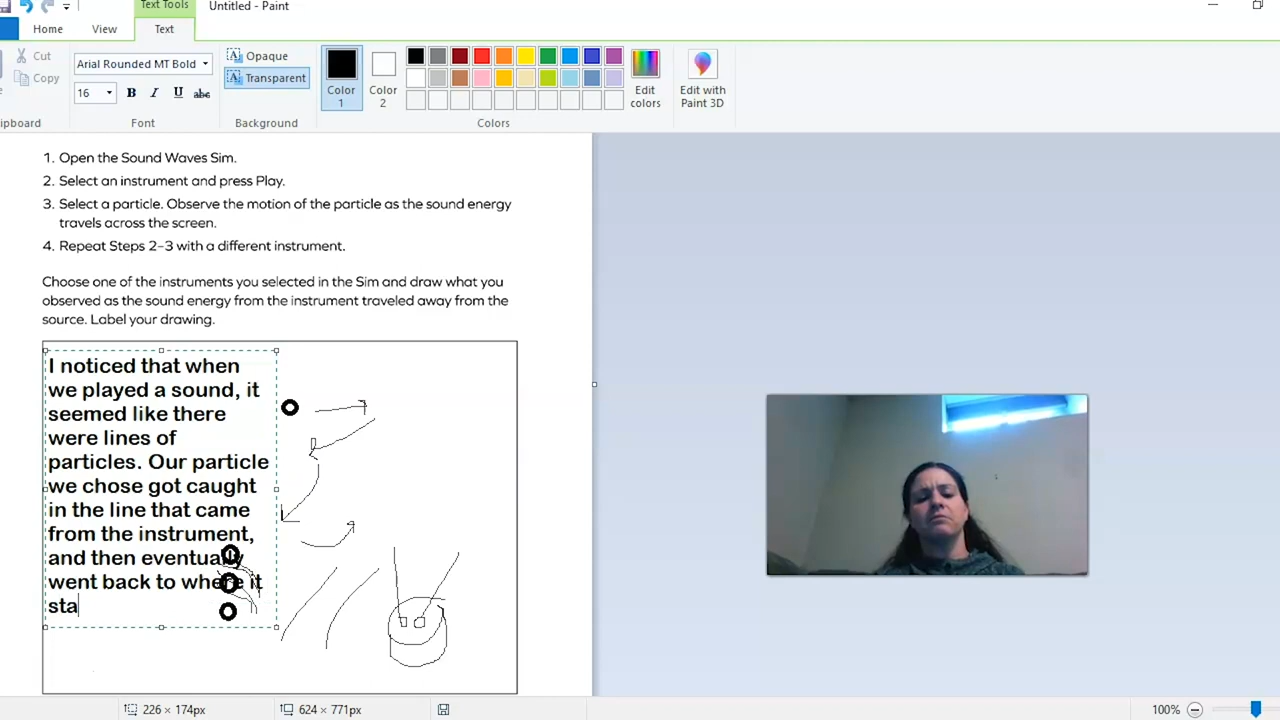 Text Tools
Untitled - Paint
Home
View
Text
Cut
Copy
Arial Rounded MT Bold
16
B
I
U
abc
Opaque
Transparent
Color
1
Color
2
Edit
colors
Edit with
Paint 3D
ipboard
Font
Background
Colors
1. Open the Sound Waves Sim.
2. Select an instrument and press Play.
3. Select a particle. Observe the motion of the particle as the sound energy
travels across the screen.
4. Repeat Steps 2–3 with a different instrument.
Choose one of the instruments you selected in the Sim and draw what you
observed as the sound energy from the instrument traveled away from the
source. Label your drawing.
I noticed that when
we played a sound, it
seemed like there
were lines of
particles. Our particle
we chose got caught
in the line that came
from the instrument,
and then eventually
went back to where it
sta
226 × 174px
624 × 771px
100%